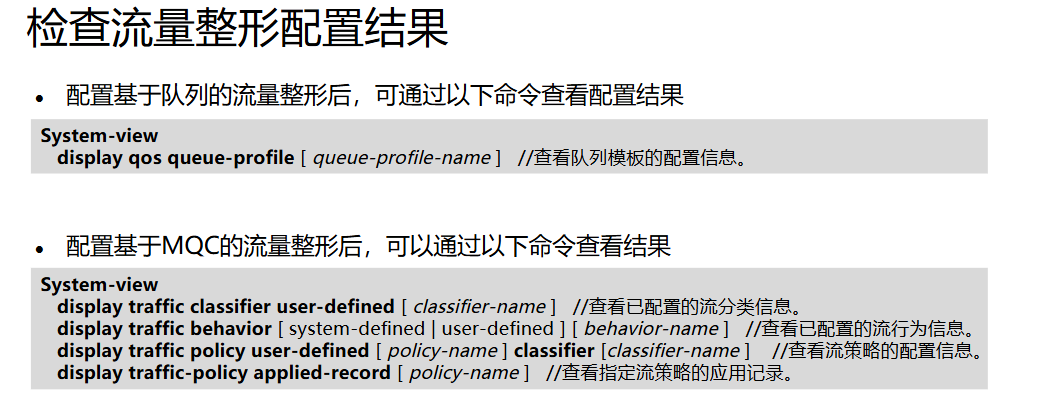 检查流量整形配置结果
• 配置基于队列的流量整形后，可通过以下命令查看配置结果
System-view
display qos queue-profile [ queue-profile-name ] //查看队列模板的配置信息。
• 配置基于MQC的流量整形后，可以通过以下命令查看结果
System-view
display traffic classifier user-defined [ classifier-name ] //查看已配置的流分类信息。
display traffic behavior [ system-defined | user-defined ] [ behavior-name ] //查看已配置的流行为信息。
display traffic policy user-defined [ policy-name ] classifier [classifier-name ] //查看流策略的配置信息。
display traffic-policy applied-record [ policy-name ] //查看指定流策略的应用记录。